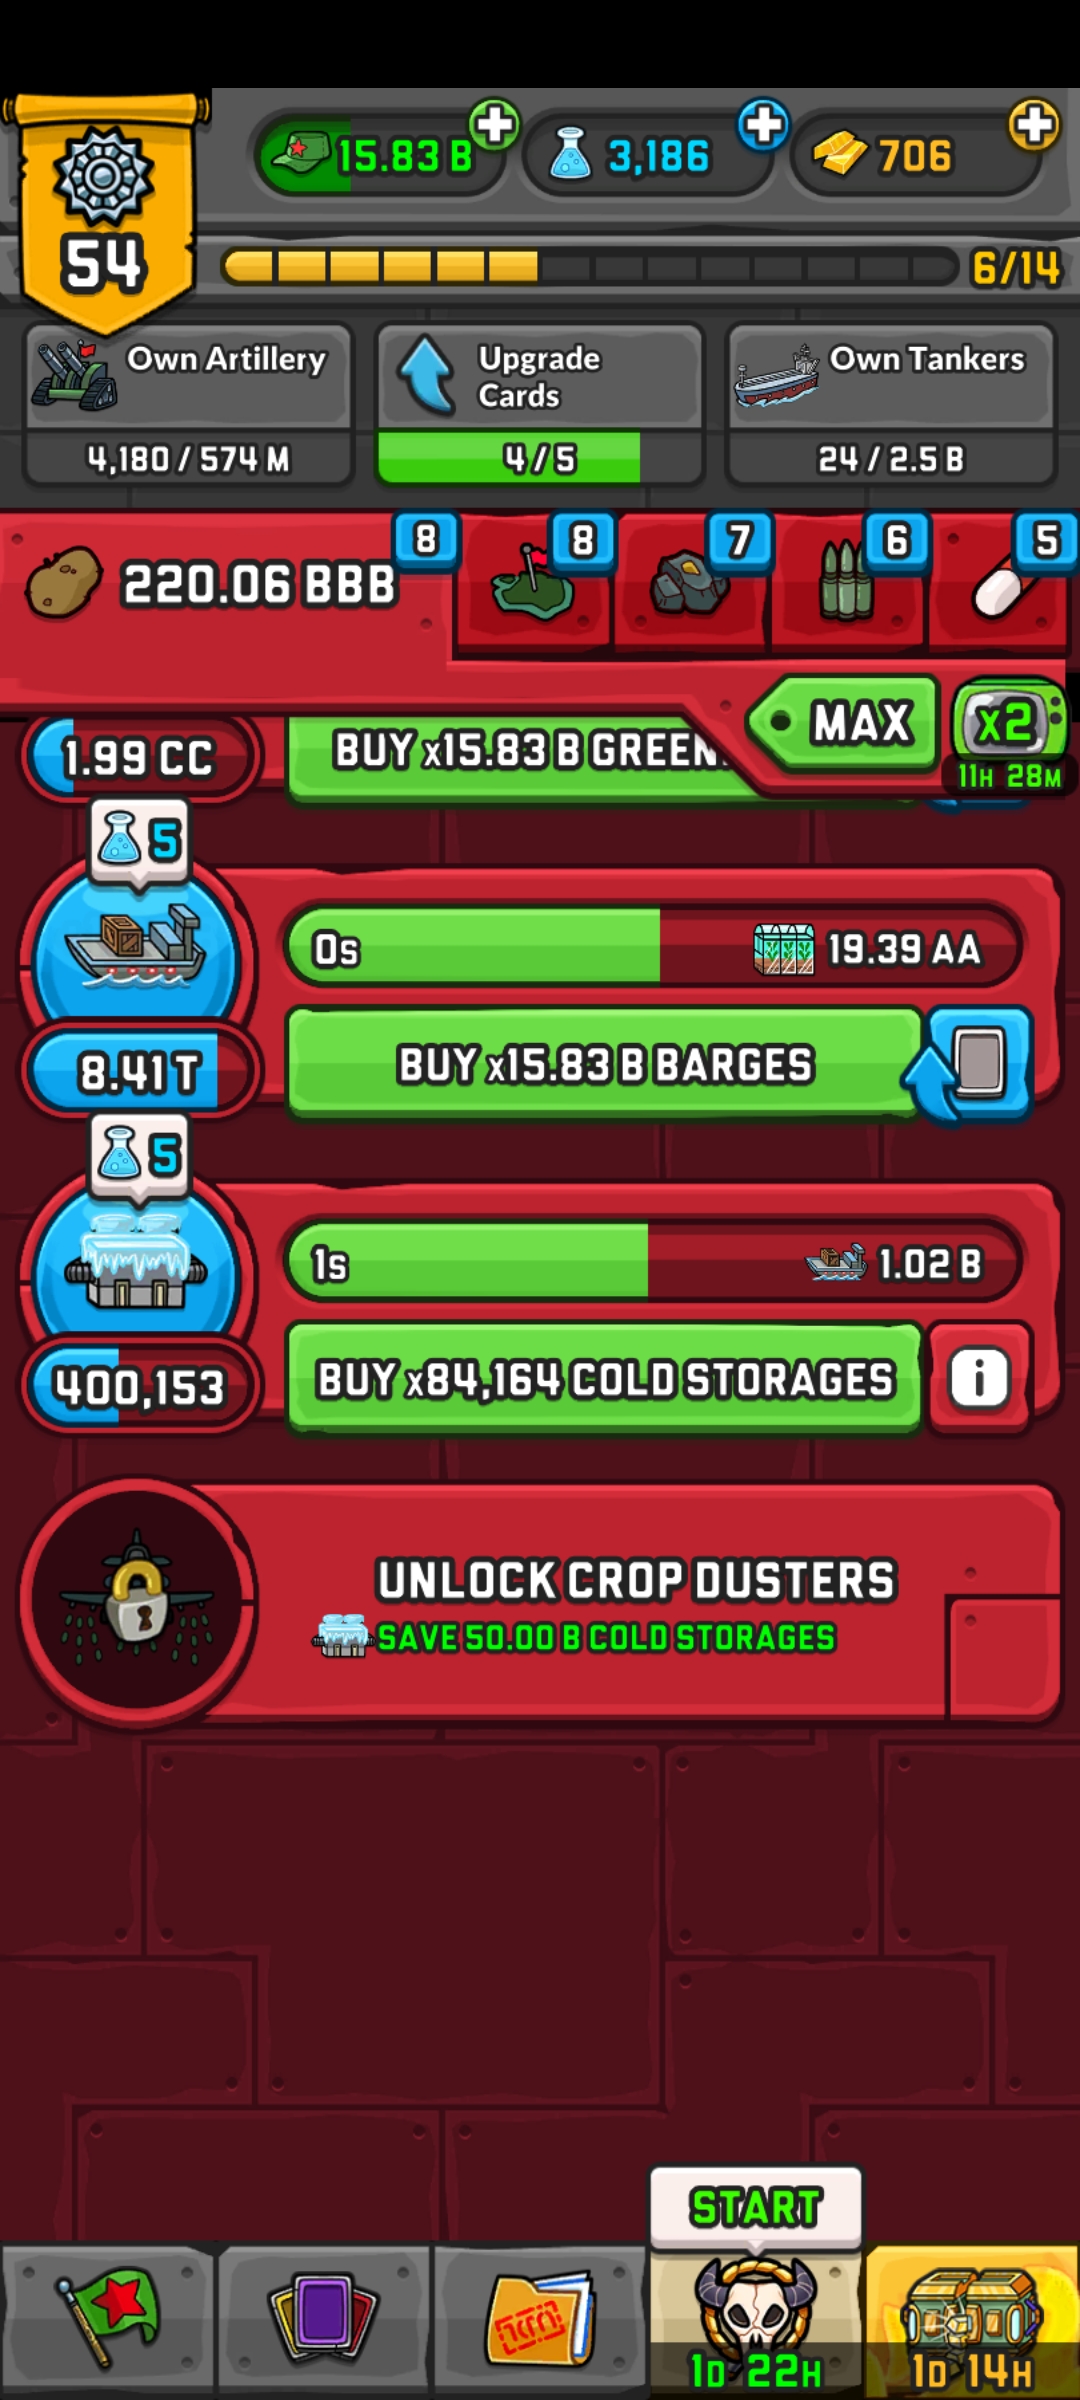 54
15.83 B
3,186
706
6/14
Own Artillery
4,180 / 574 M
Upgrade
Cards
4 / 5
Own Tankers
24 / 2.5 B
220.06 BBB
8
8
7
6
5
MAX
x2
11H 28M
1.99 CC
BUY x15.83 B GREEN
5
0s
19.39 AA
8.41 T
BUY x15.83 B BARGES
5
1s
1.02 B
400,153
BUY x84,164 COLD STORAGES
i
UNLOCK CROP DUSTERS
SAVE 50.00 B COLD STORAGES
START
1D 22H
1D 14H